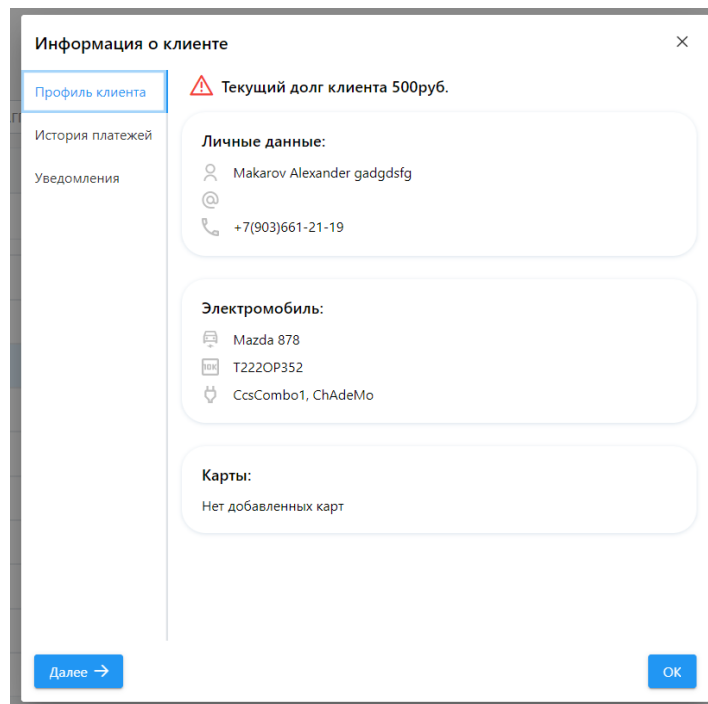 Информация о клиенте
Профиль клиента
История платежей
Уведомления
Текущий долг клиента 500руб.
Личные данные:
Makarov Alexander gadgdsfg
@
+7(903)661-21-19
Электромобиль:
Mazda 878
10K
T222OP352
CcsCombo1, ChAdeMo
Карты:
Нет добавленных карт
Далее →
OK